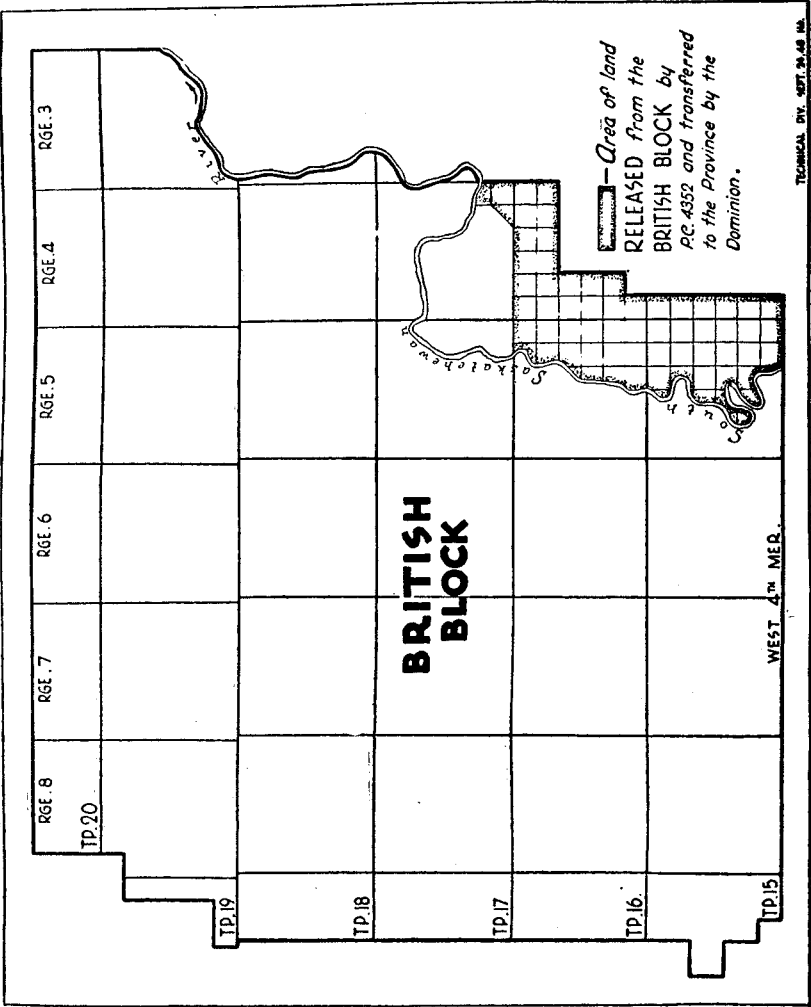 RGE. 8
RGE. 7
RGE. 6
RGE. 5
RGE. 4
RGE. 3
TP. 20
TP. 19
TP. 18
TP. 17
TP. 16.
TP. 15
BRITISH
BLOCK
South Saskatchewan River
WEST 4TH MER.
— Area of land
RELEASED from the
BRITISH BLOCK by
P.C. 4352 and transferred
to the Province by the
Dominion.
TECHNICAL DIV. SEPT.